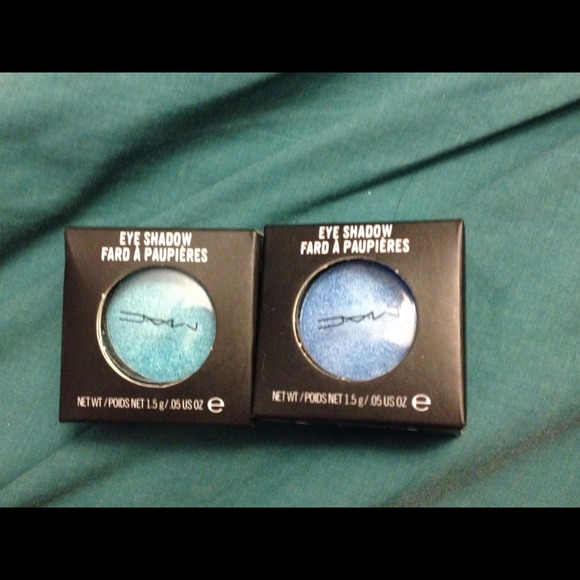 EYE SHADOW
FARD À PAUPIÈRES
MAC
NET WT/POIDS NET 1.5 g/.05 US OZ e
EYE SHADOW
FARD À PAUPIÈRES
MAC
NET WT/POIDS NET 1.5 g/.05 US OZ e